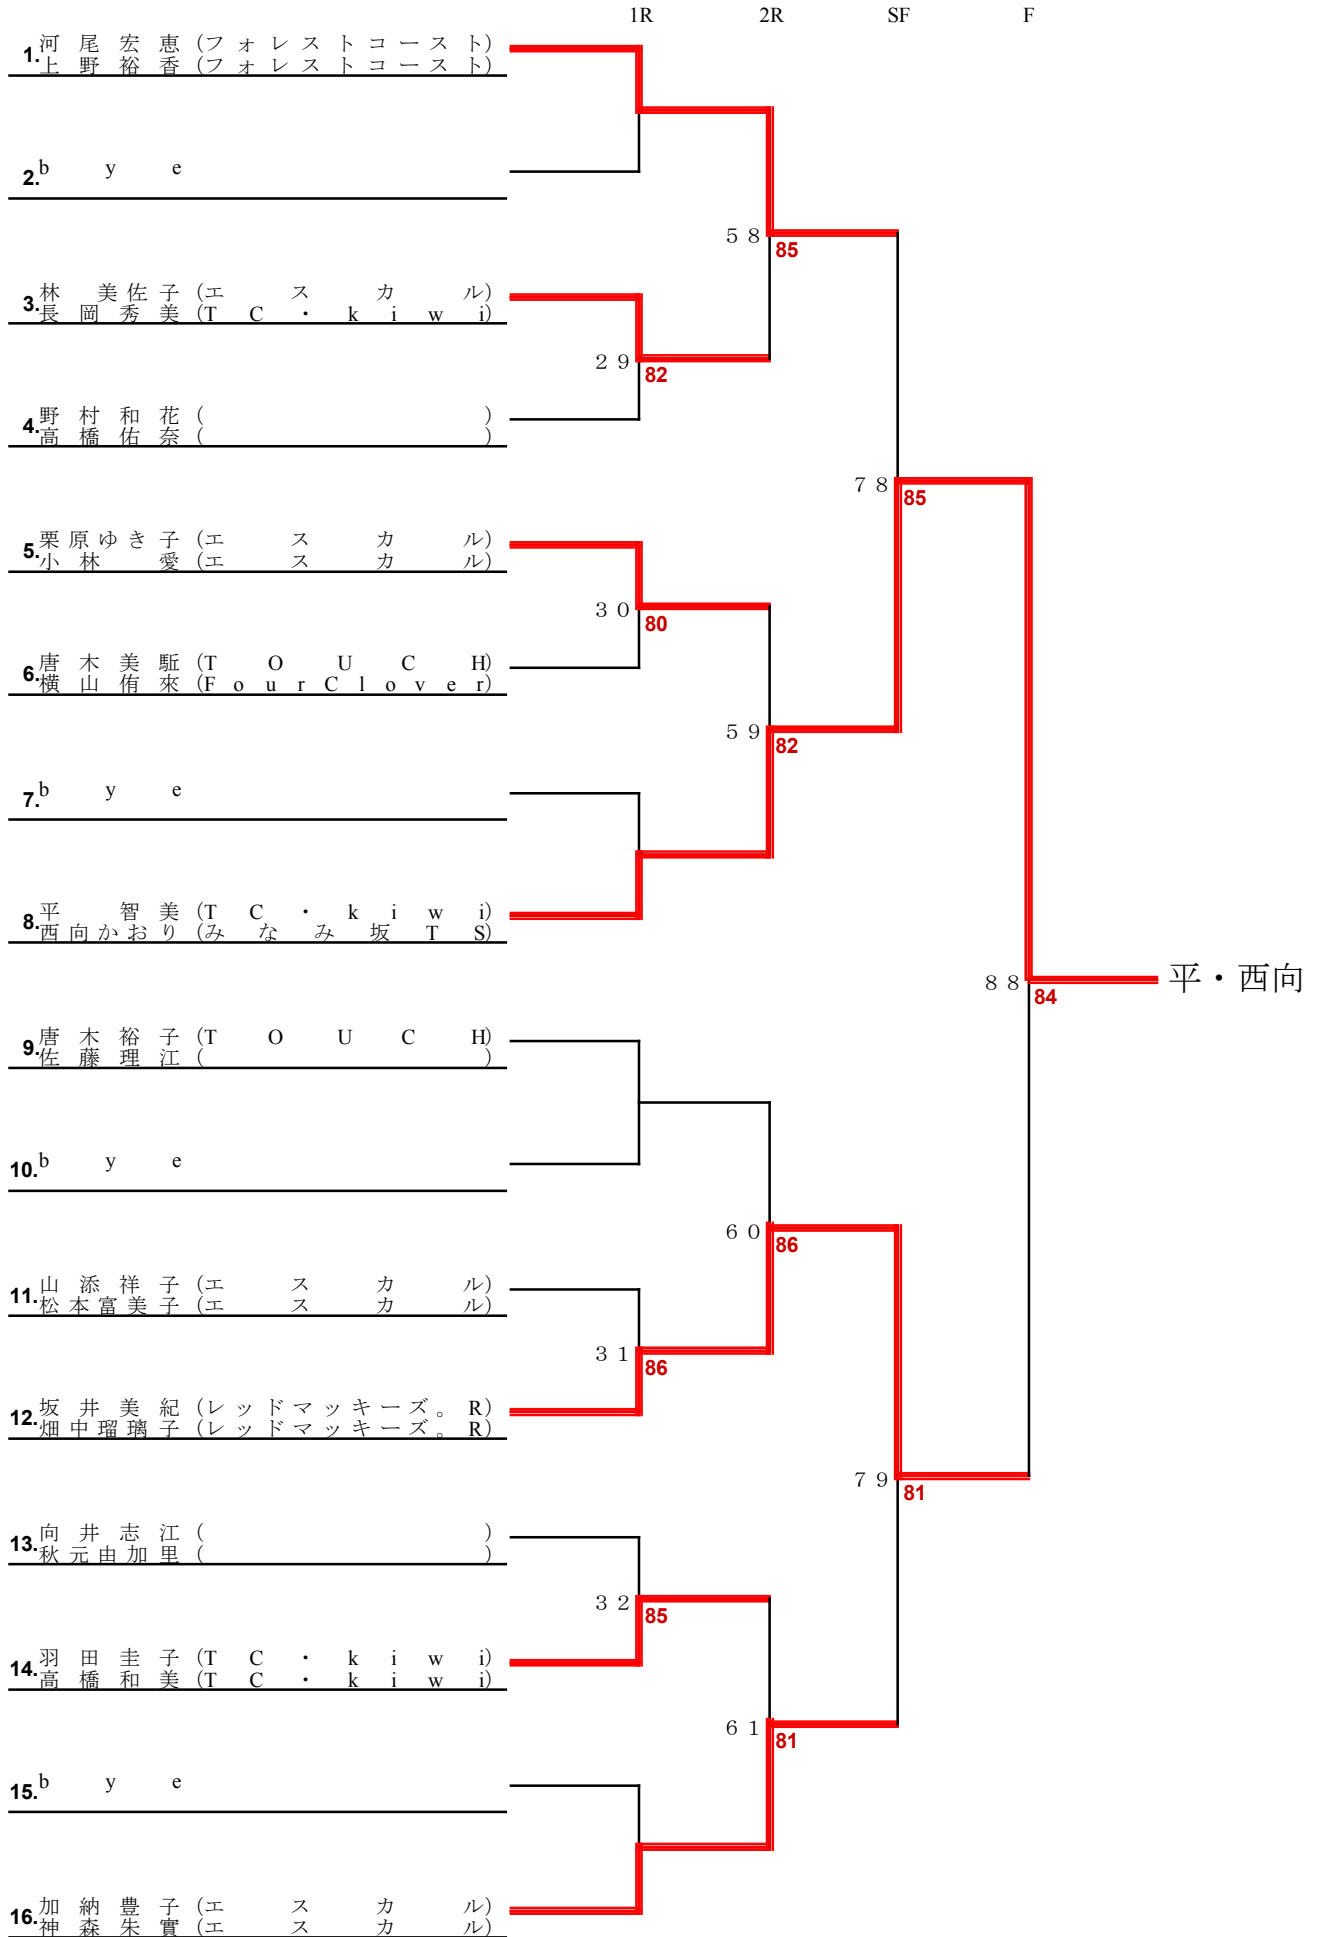 1R 2R SF F
1. 河尾宏恵 (フォレストコースト)
上野裕香 (フォレストコースト)
2. bye
58 85
3. 林 美佐子 (エスカル)
長岡秀美 (TC・kiwi)
29 82
4. 野村和花 ( )
高橋佑奈 ( )
78 85
5. 栗原ゆき子 (エスカル)
小林 愛 (エスカル)
30 80
6. 唐木美駈 (TOUCH)
横山侑來 (FourClover)
59 82
7. bye
8. 平 智美 (TC・kiwi)
西向かおり (みなみ坂TS)
88 84 平・西向
9. 唐木裕子 (TOUCH)
佐藤理江 ( )
10. bye
60 86
11. 山添祥子 (エスカル)
松本富美子 (エスカル)
31 86
12. 坂井美紀 (レッドマッキーズ。R)
畑中瑠璃子 (レッドマッキーズ。R)
79 81
13. 向井志江 ( )
秋元由加里 ( )
32 85
14. 羽田圭子 (TC・kiwi)
高橋和美 (TC・kiwi)
61 81
15. bye
16. 加納豊子 (エスカル)
神森朱實 (エスカル)